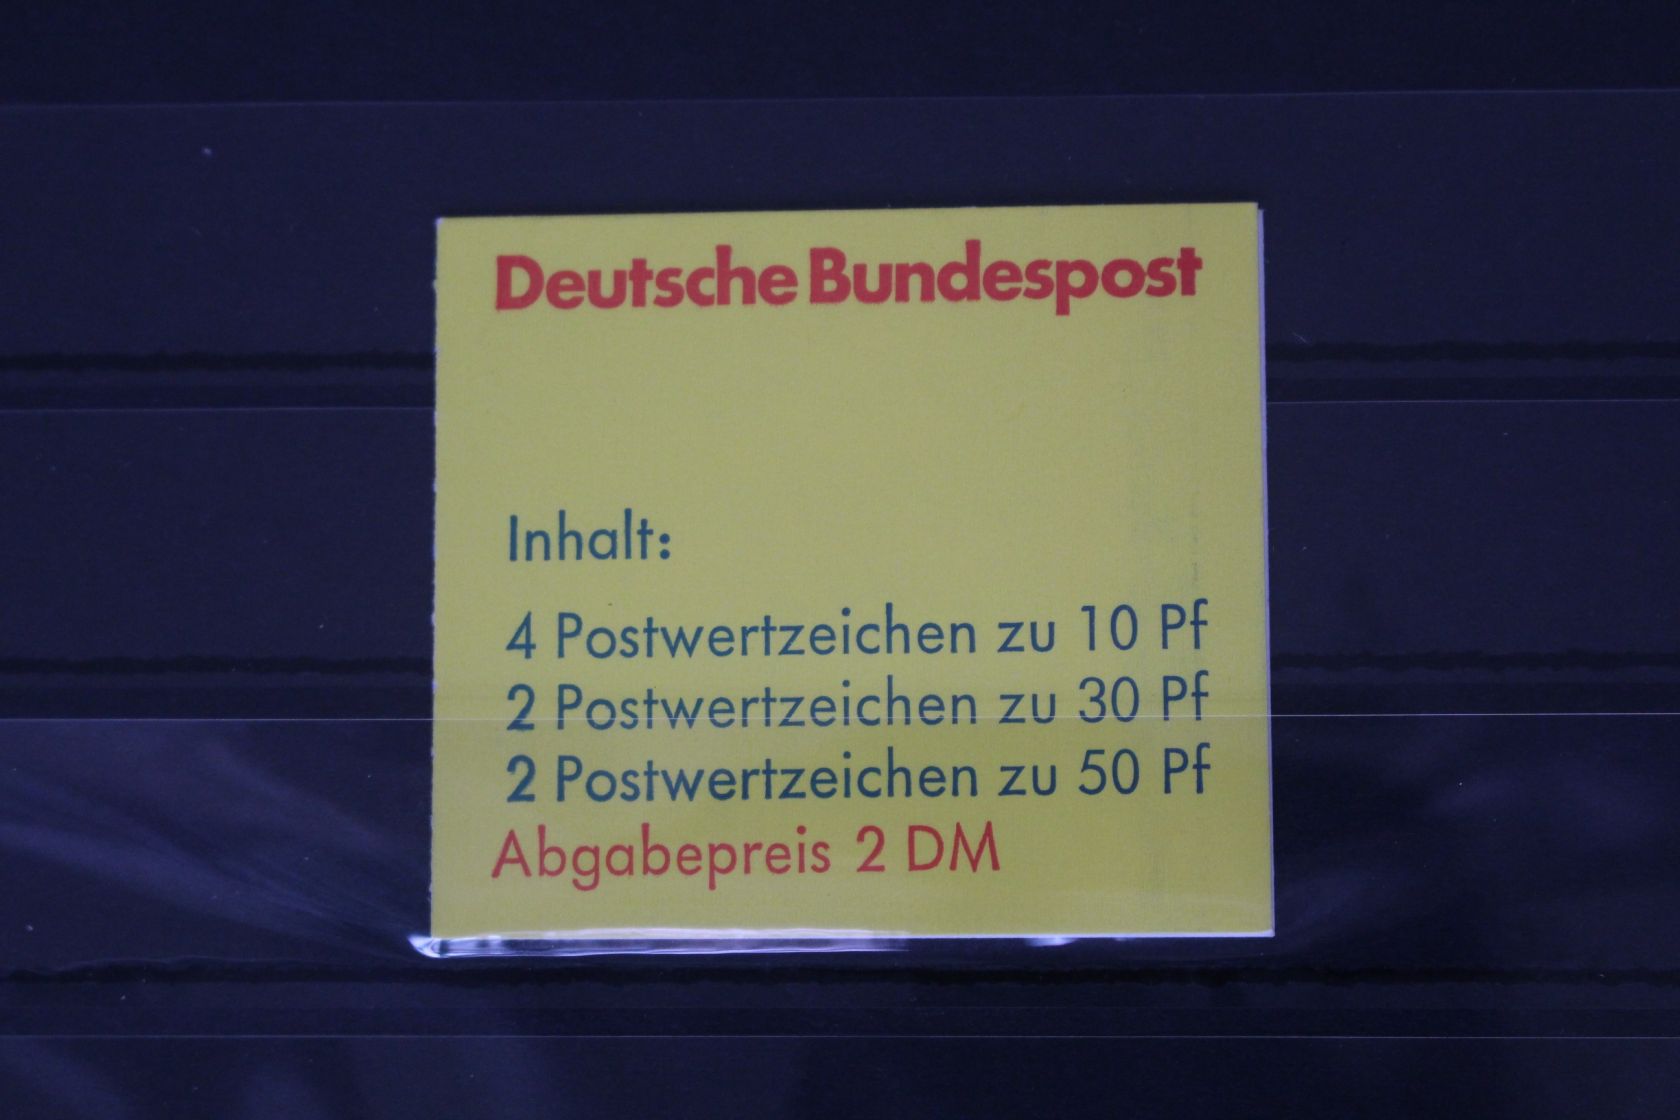 Deutsche Bundespost
Inhalt:
4 Postwertzeichen zu 10 Pf
2 Postwertzeichen zu 30 Pf
2 Postwertzeichen zu 50 Pf
Abgabepreis 2 DM